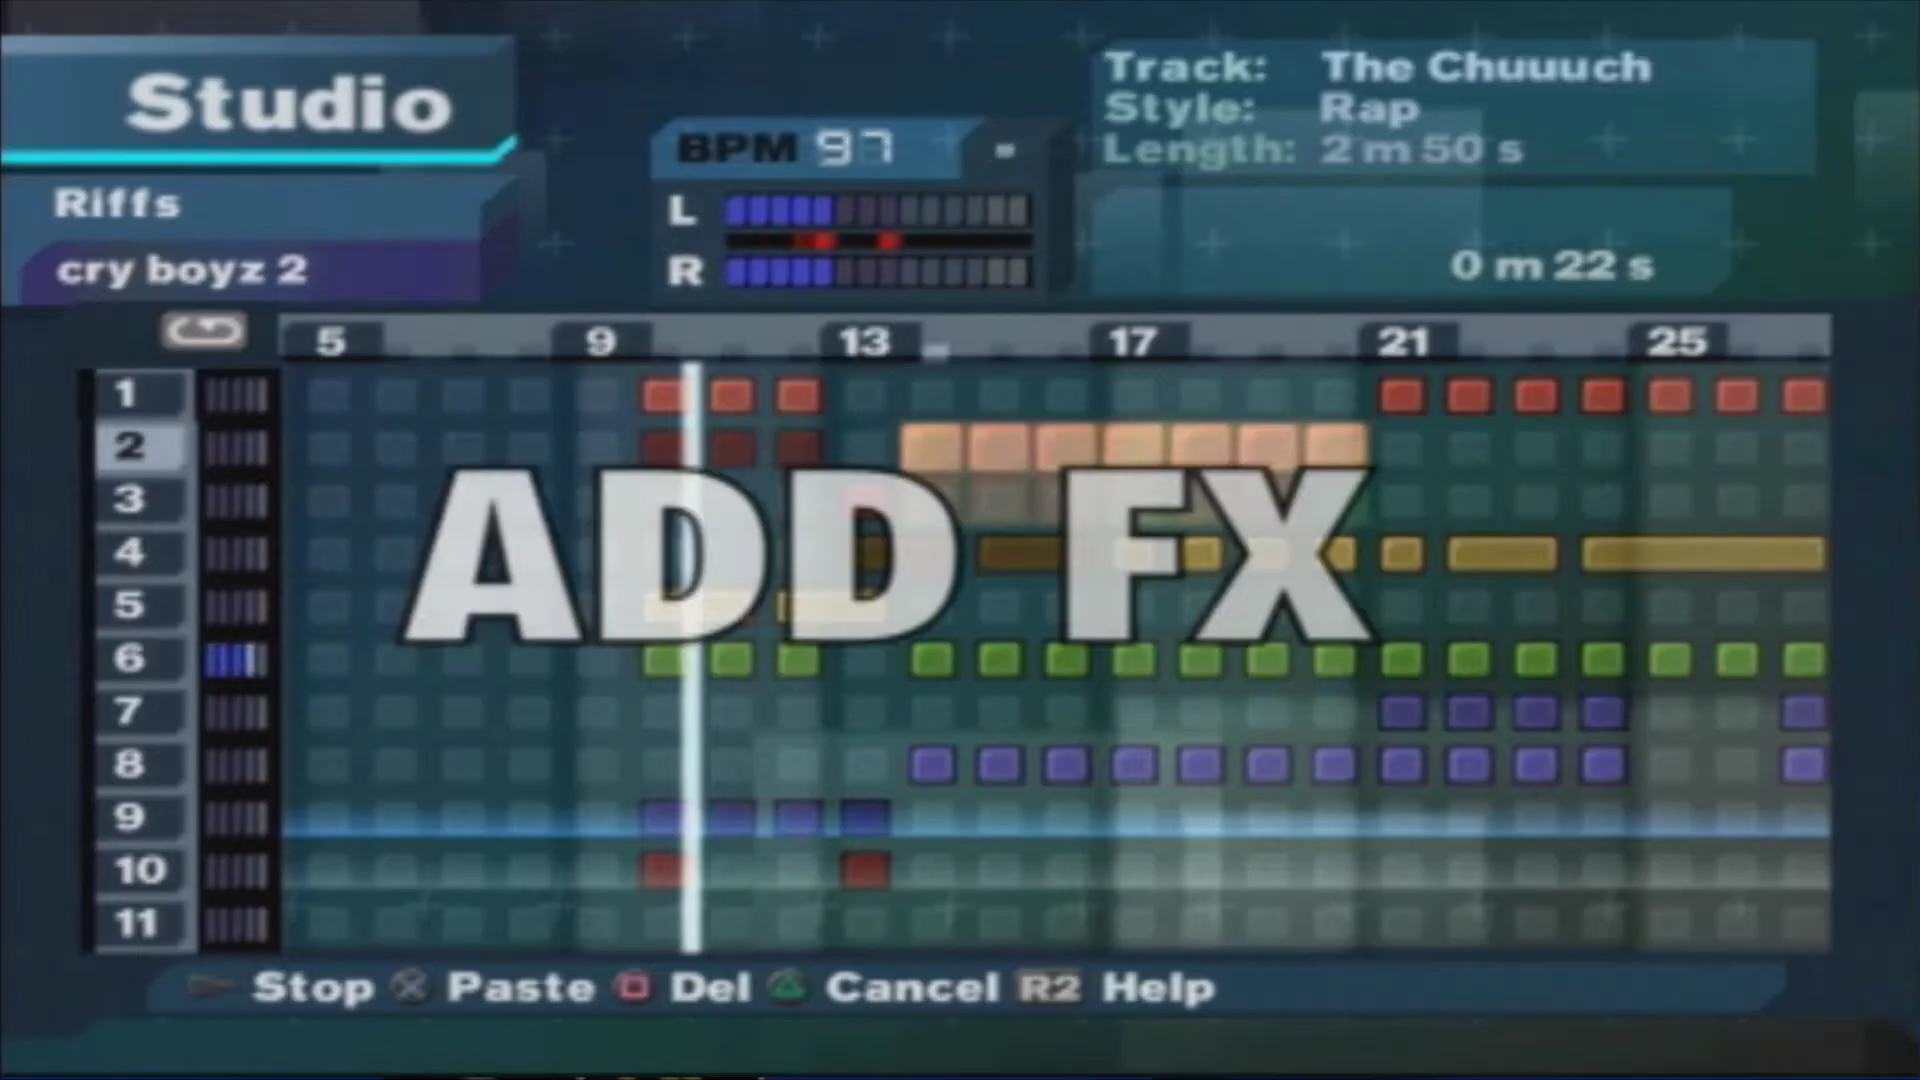 Studio
Riffs
cry boyz 2
BPM 97
L
R
Track: The Chuuuch
Style: Rap
Length: 2 m 50 s
0 m 22 s
5 9 13 17 21 25
1
2
3
4
5
6
7
8
9
10
11
ADD FX
Stop Paste Del Cancel R2 Help